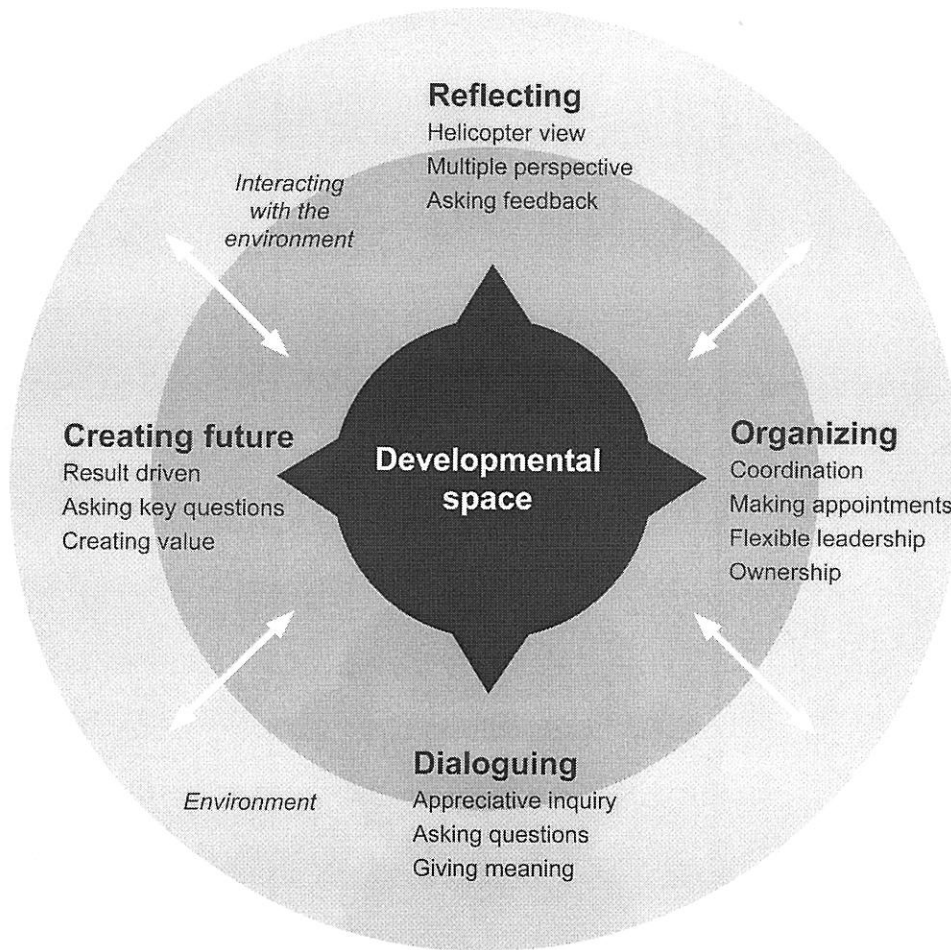 Reflecting
Helicopter view
Multiple perspective
Asking feedback
Interacting
with the
environment
Creating future
Result driven
Asking key questions
Creating value
Developmental
space
Organizing
Coordination
Making appointments
Flexible leadership
Ownership
Dialoguing
Appreciative inquiry
Asking questions
Giving meaning
Environment